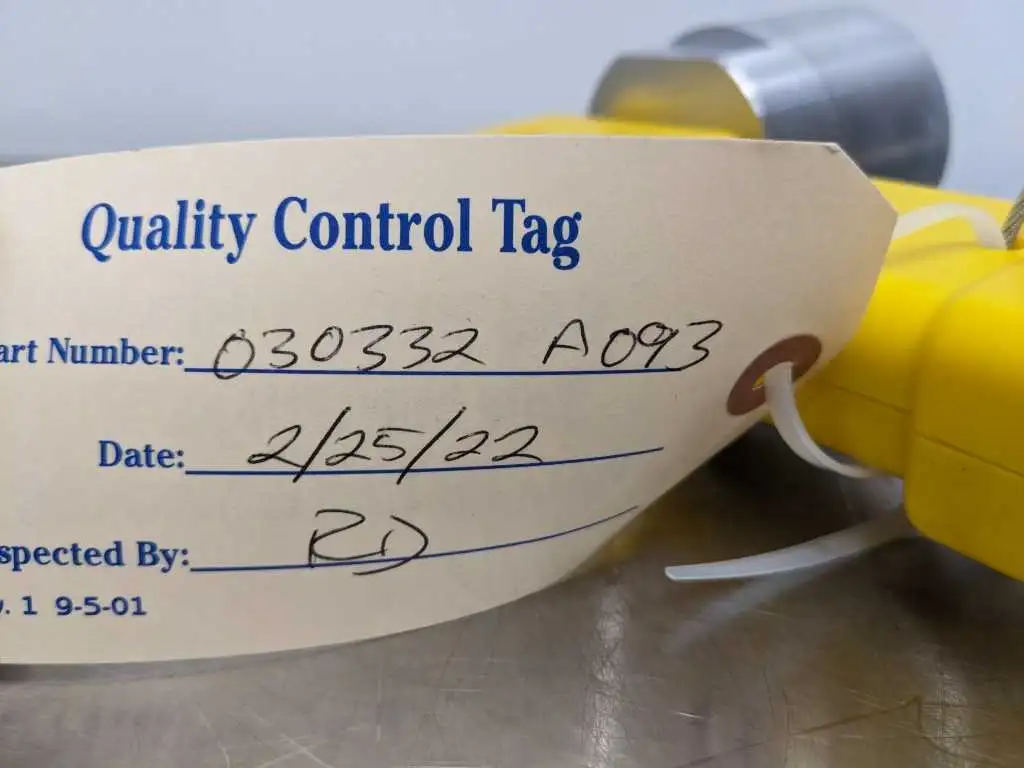 Quality Control Tag
art Number: 030332 A093
Date: 2/25/22
spected By: RD
. 1 9-5-01